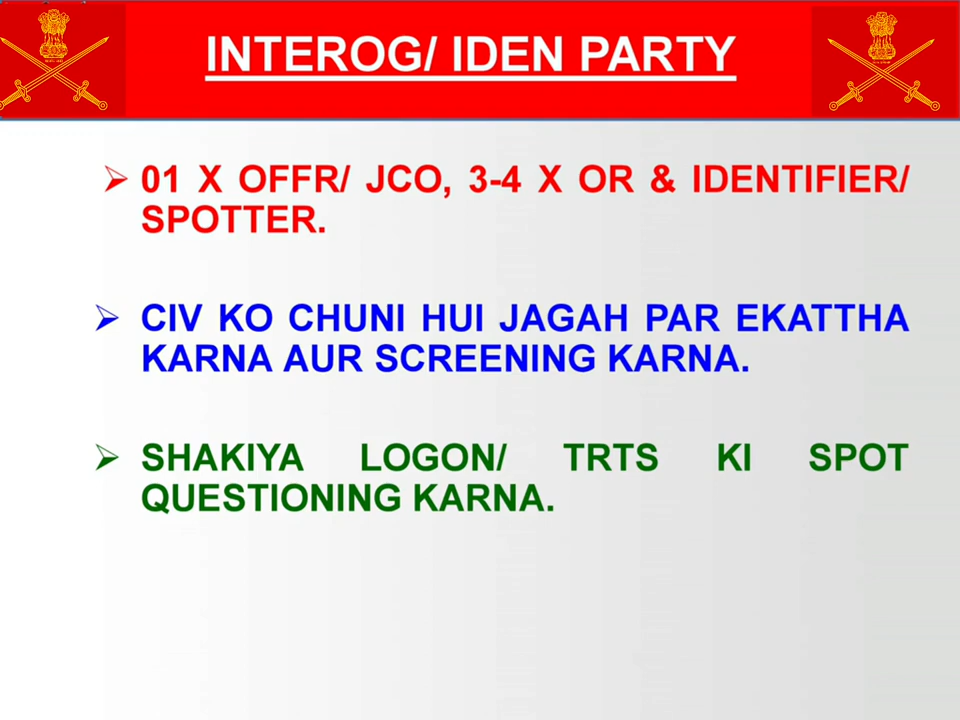 INTEROG/ IDEN PARTY
01 X OFFR/ JCO, 3-4 X OR & IDENTIFIER/
SPOTTER.
CIV KO CHUNI HUI JAGAH PAR EKATTHA
KARNA AUR SCREENING KARNA.
SHAKIYA LOGON/ TRTS KI SPOT
QUESTIONING KARNA.